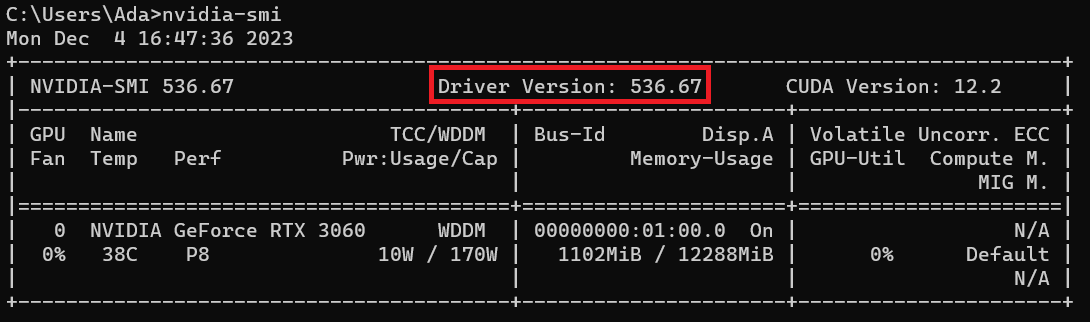 C:\Users\Ada>nvidia-smi
Mon Dec  4 16:47:36 2023
+-----------------------------------------------------------------------------------------+
| NVIDIA-SMI 536.67                 Driver Version: 536.67       CUDA Version: 12.2     |
|-----------------------------------------+----------------------+----------------------+
| GPU  Name                     TCC/WDDM  | Bus-Id        Disp.A | Volatile Uncorr. ECC |
| Fan  Temp   Perf          Pwr:Usage/Cap |         Memory-Usage | GPU-Util  Compute M. |
|                                         |                      |               MIG M. |
|=========================================+======================+======================|
|   0  NVIDIA GeForce RTX 3060      WDDM  | 00000000:01:00.0  On |                  N/A |
|  0%   38C    P8              10W / 170W |  1102MiB / 12288MiB |      0%      Default |
|                                         |                      |                  N/A |
+-----------------------------------------+----------------------+----------------------+